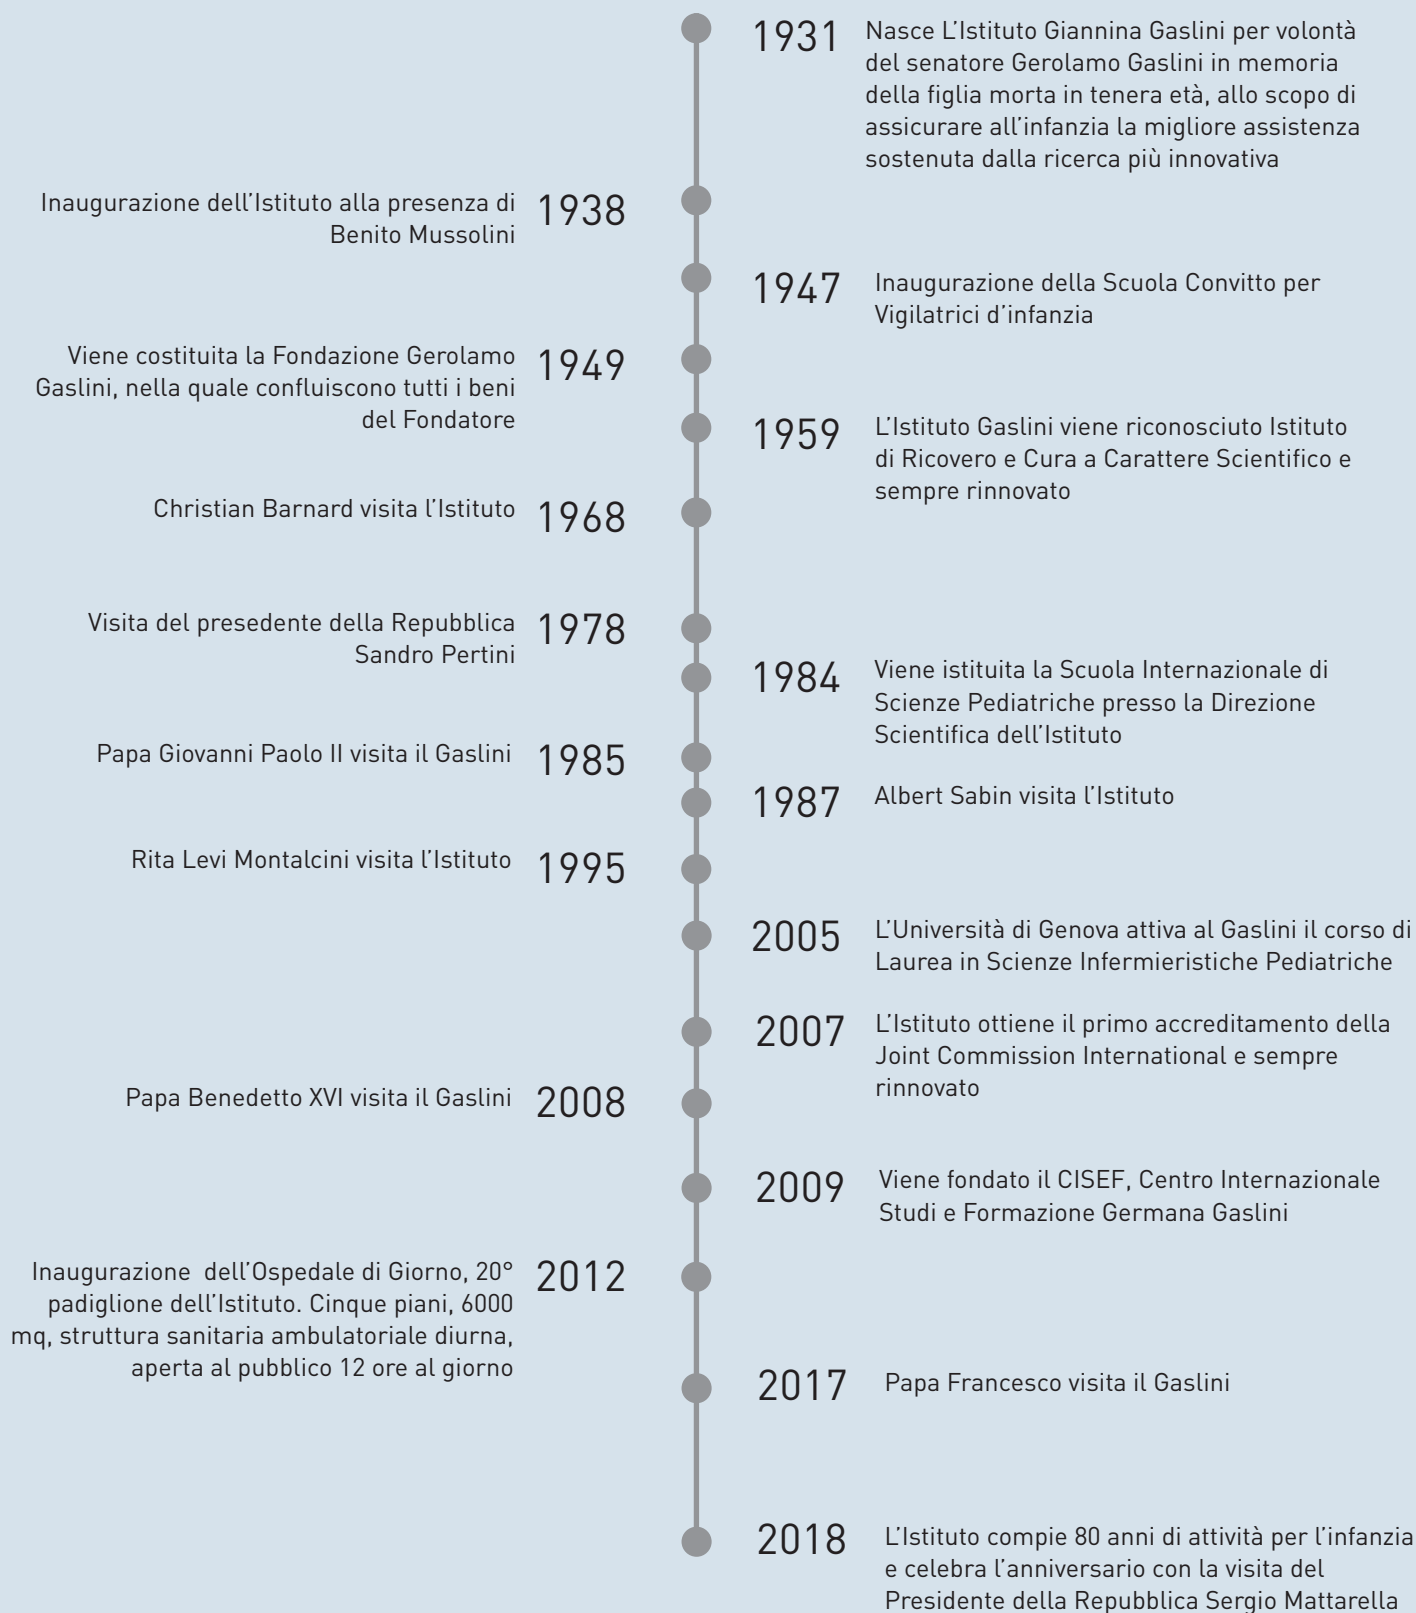 1931
Nasce L'Istituto Giannina Gaslini per volontà
del senatore Gerolamo Gaslini in memoria
della figlia morta in tenera età, allo scopo di
assicurare all'infanzia la migliore assistenza
sostenuta dalla ricerca più innovativa
1938
Inaugurazione dell'Istituto alla presenza di
Benito Mussolini
1947
Inaugurazione della Scuola Convitto per
Vigilatrici d'infanzia
1949
Viene costituita la Fondazione Gerolamo
Gaslini, nella quale confluiscono tutti i beni
del Fondatore
1959
L'Istituto Gaslini viene riconosciuto Istituto
di Ricovero e Cura a Carattere Scientifico e
sempre rinnovato
1968
Christian Barnard visita l'Istituto
1978
Visita del presedente della Repubblica
Sandro Pertini
1984
Viene istituita la Scuola Internazionale di
Scienze Pediatriche presso la Direzione
Scientifica dell'Istituto
1985
Papa Giovanni Paolo II visita il Gaslini
1987
Albert Sabin visita l'Istituto
1995
Rita Levi Montalcini visita l'Istituto
2005
L'Università di Genova attiva al Gaslini il corso di
Laurea in Scienze Infermieristiche Pediatriche
2007
L'Istituto ottiene il primo accreditamento della
Joint Commission International e sempre
rinnovato
2008
Papa Benedetto XVI visita il Gaslini
2009
Viene fondato il CISEF, Centro Internazionale
Studi e Formazione Germana Gaslini
2012
Inaugurazione  dell'Ospedale di Giorno, 20°
padiglione dell'Istituto. Cinque piani, 6000
mq, struttura sanitaria ambulatoriale diurna,
aperta al pubblico 12 ore al giorno
2017
Papa Francesco visita il Gaslini
2018
L'Istituto compie 80 anni di attività per l'infanzia
e celebra l'anniversario con la visita del
Presidente della Repubblica Sergio Mattarella